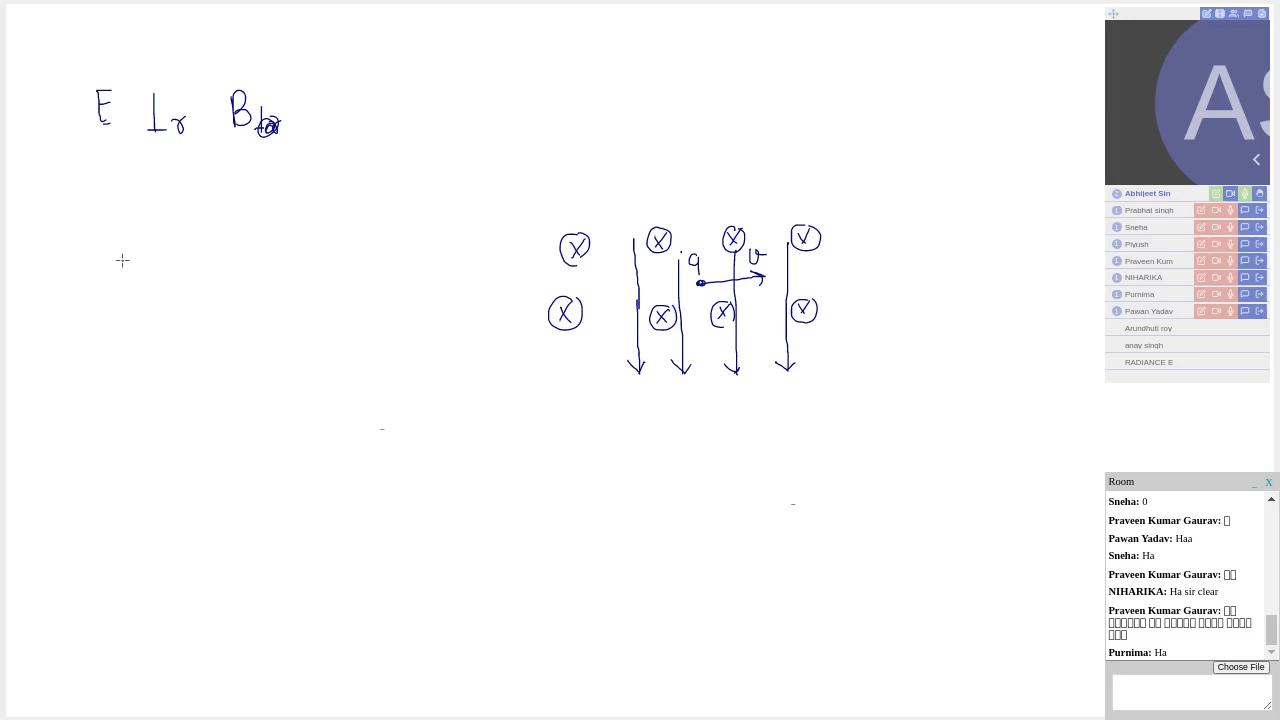 E ⊥r B
AS
Abhijeet Sin
Prabhat singh
Sneha
Piyush
Praveen Kum
NIHARIKA
Purnima
Pawan Yadav
Arundhuti roy
anay singh
RADIANCE E
X X X X
q v
X X X X
Room _ X
Sneha: 0
Praveen Kumar Gaurav:
Pawan Yadav: Haa
Sneha: Ha
Praveen Kumar Gaurav:
NIHARIKA: Ha sir clear
Praveen Kumar Gaurav:
Purnima: Ha
Choose File